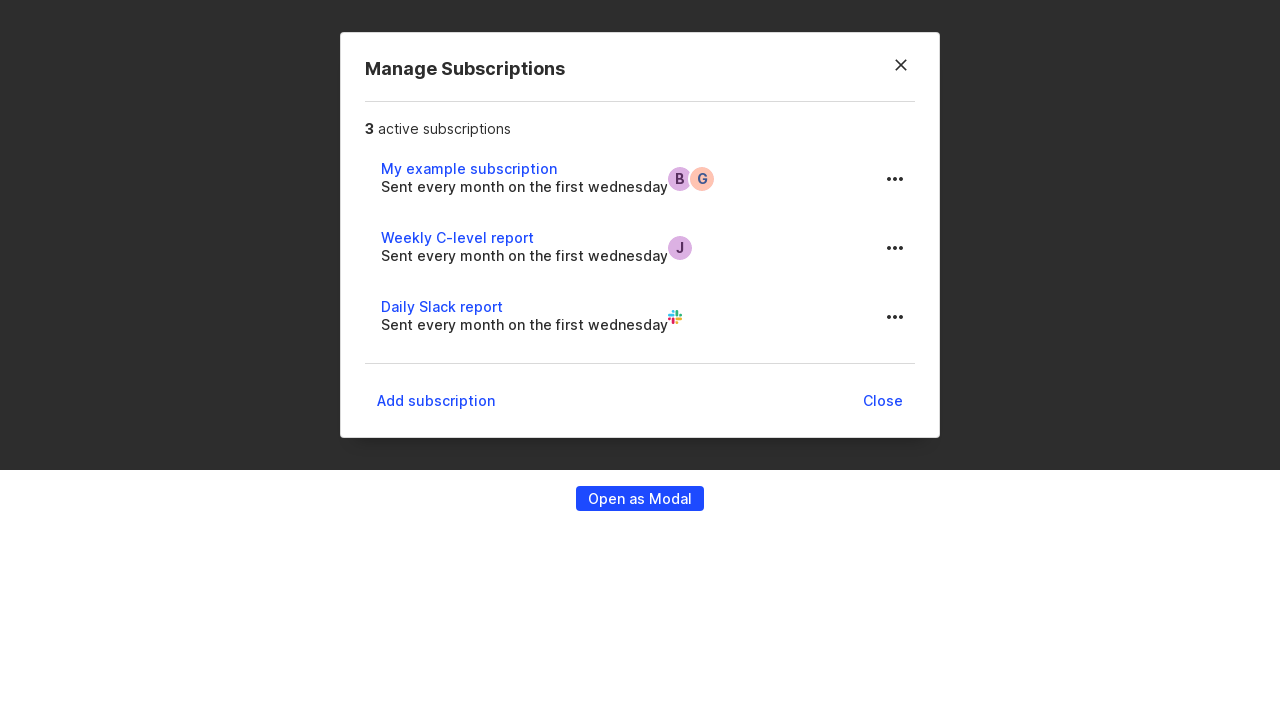 Manage Subscriptions
3 active subscriptions
My example subscription
Sent every month on the first wednesday
B G
Weekly C-level report
Sent every month on the first wednesday
J
Daily Slack report
Sent every month on the first wednesday
Add subscription
Close
Open as Modal